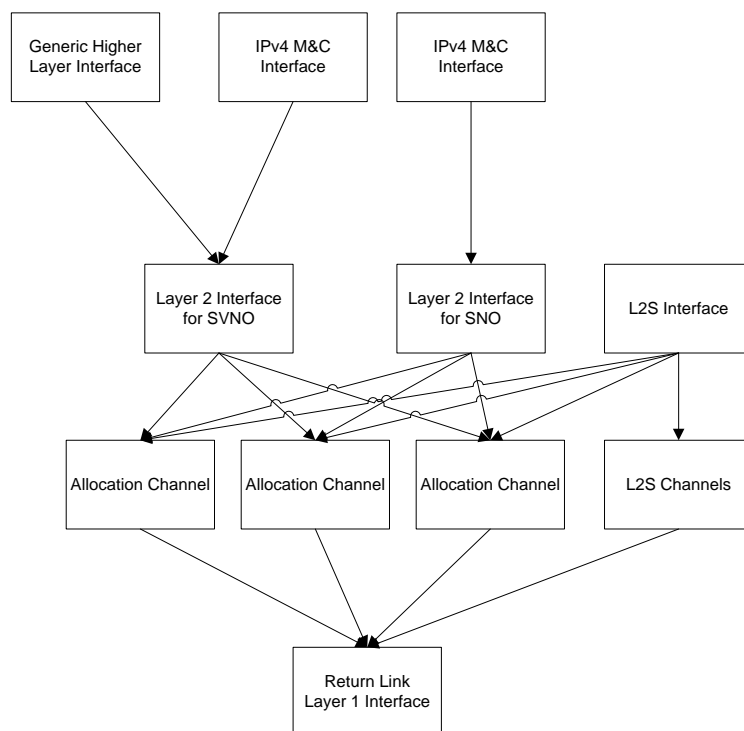 Generic Higher
Layer Interface
IPv4 M&C
Interface
IPv4 M&C
Interface
Layer 2 Interface
for SVNO
Layer 2 Interface
for SNO
L2S Interface
Allocation Channel
Allocation Channel
Allocation Channel
L2S Channels
Return Link
Layer 1 Interface